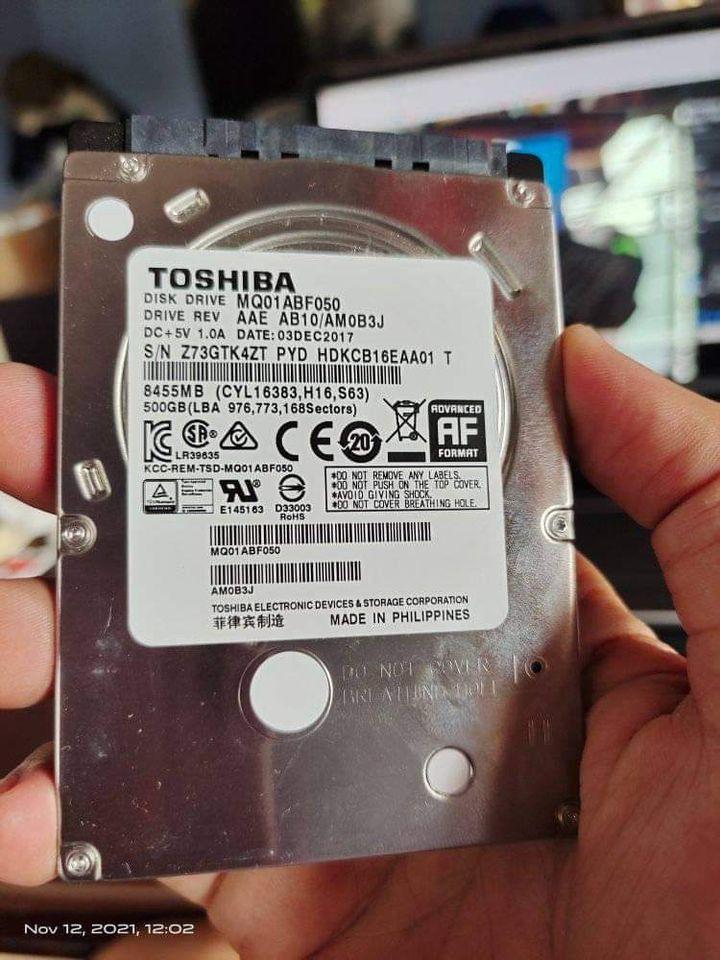 TOSHIBA
DISK DRIVE MQ01ABF050
DRIVE REV AAE AB10/AM0B3J
DC+5V 1.0A DATE:03DEC2017
S/N Z73GTK4ZT PYD HDKCB16EAA01 T
8455MB (CYL16383,H16,S63)
500GB(LBA 976,773,168Sectors)
LR39635
20
ADVANCED
AF
FORMAT
KCC-REM-TSD-MQ01ABF050
E145163
D33003
RoHS
*DO NOT REMOVE ANY LABELS.
*DO NOT PUSH ON THE TOP COVER.
*AVOID GIVING SHOCK.
*DO NOT COVER BREATHING HOLE.
MQ01ABF050
AM0B3J
TOSHIBA ELECTRONIC DEVICES & STORAGE CORPORATION
菲律宾制造 MADE IN PHILIPPINES
DO NOT COVER
BREATHING HOLE
Nov 12, 2021, 12:02